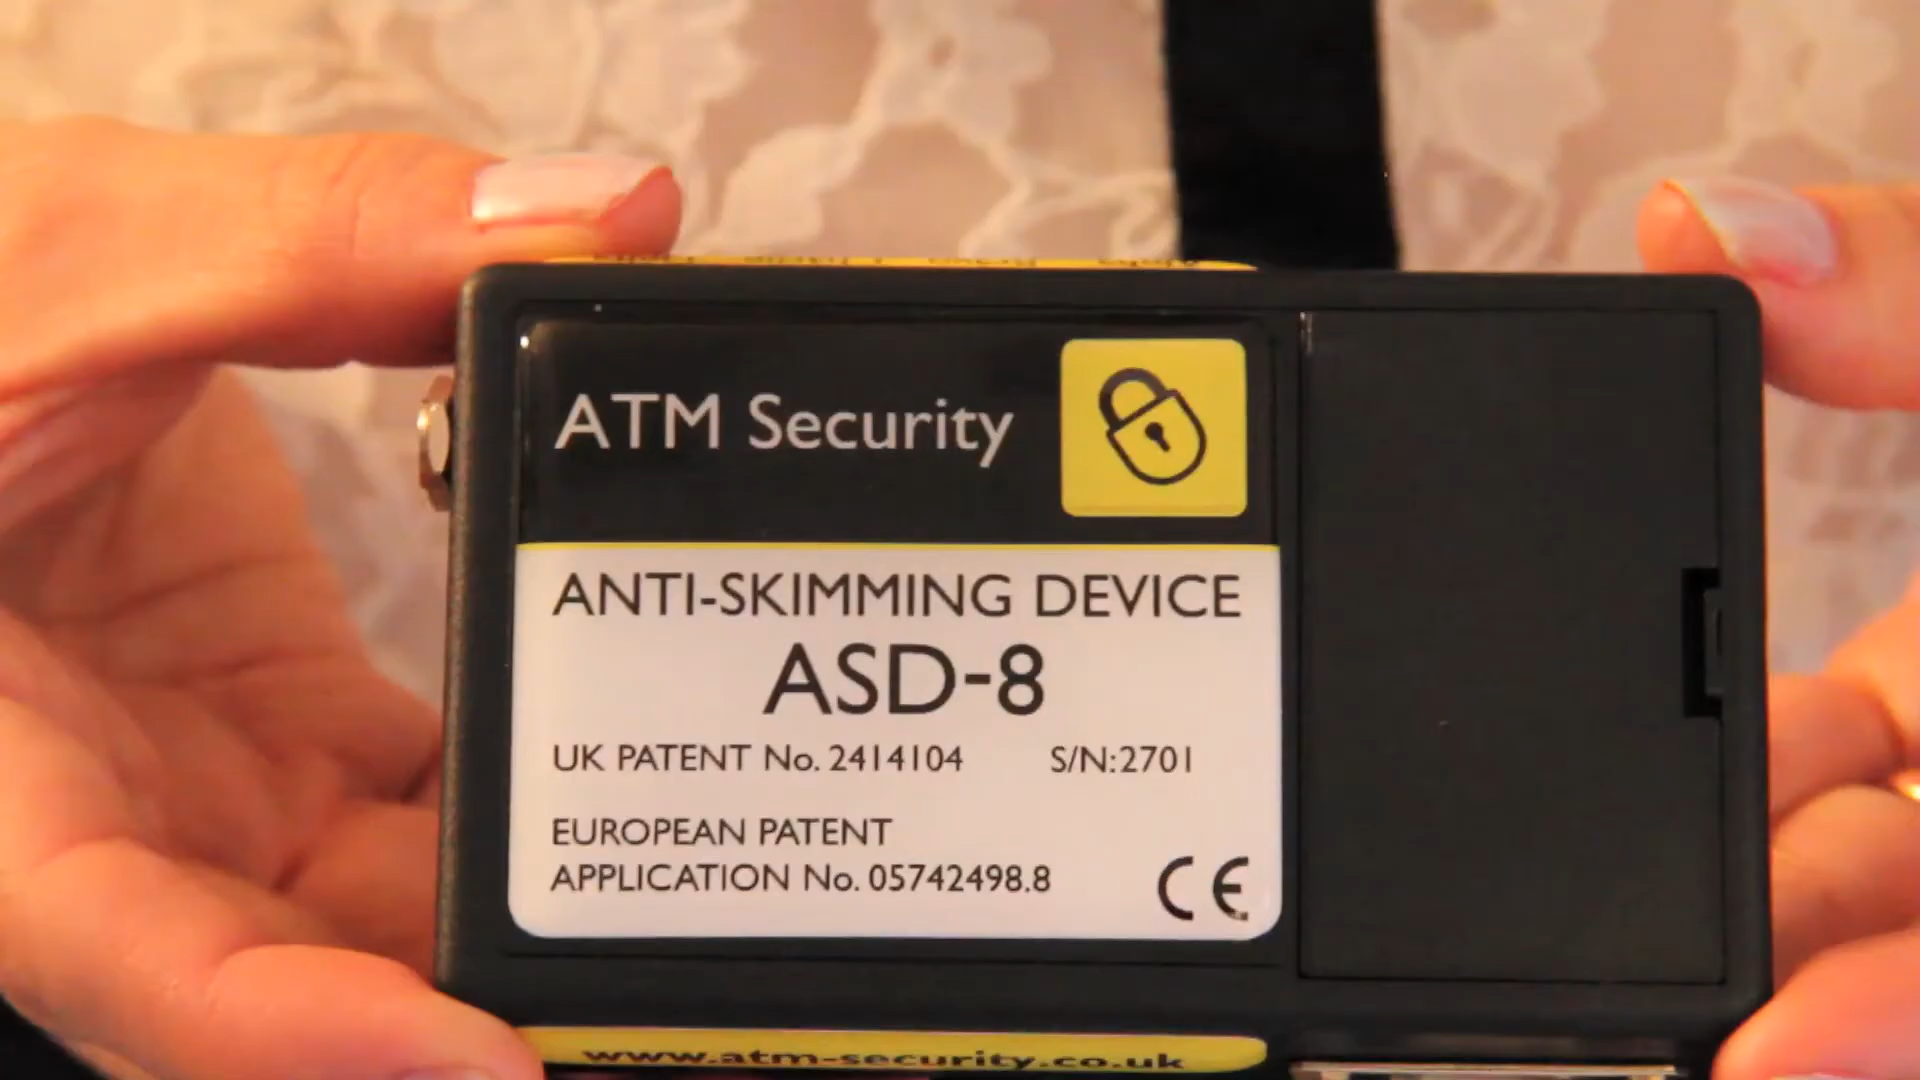 ATM Security
ANTI-SKIMMING DEVICE
ASD-8
UK PATENT No. 2414104 S/N:2701
EUROPEAN PATENT
APPLICATION No. 05742498.8
CE
www.atm-security.co.uk